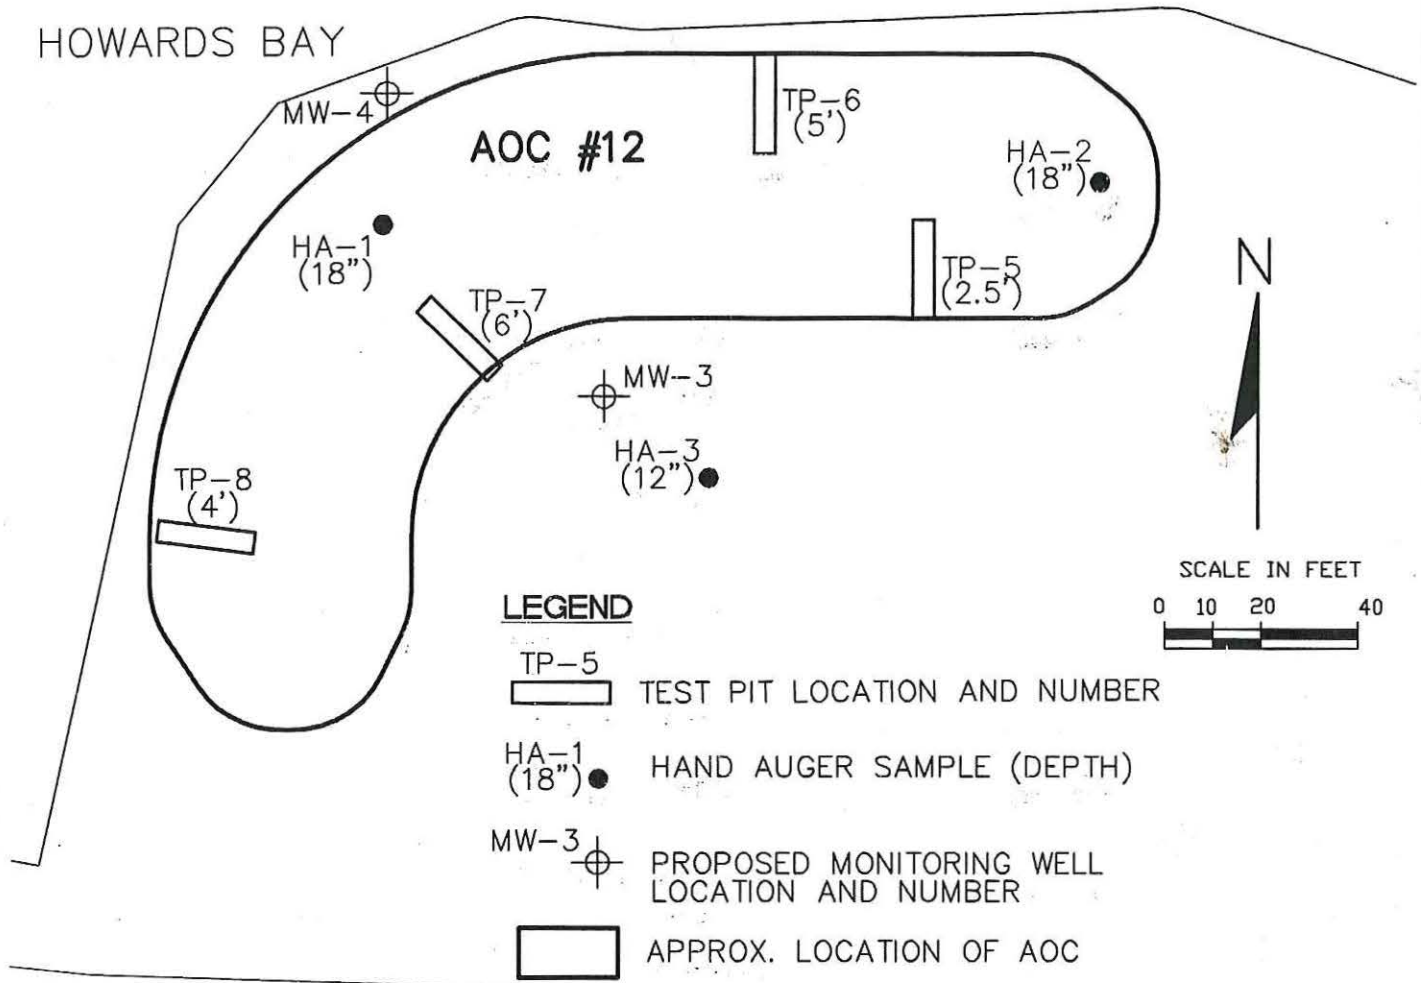 HOWARDS BAY
MW-4
AOC #12
TP-6
(5')
HA-2
(18")
HA-1
(18")
TP-7
(6')
TP-5
(2.5')
N
MW-3
HA-3
(12")
TP-8
(4')
SCALE IN FEET
0 10 20 40
LEGEND
TP-5
TEST PIT LOCATION AND NUMBER
HA-1
(18")
HAND AUGER SAMPLE (DEPTH)
MW-3
PROPOSED MONITORING WELL
LOCATION AND NUMBER
APPROX. LOCATION OF AOC